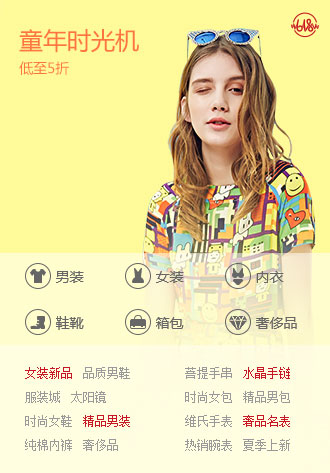 童年时光机
618
低至5折
男装 女装 内衣
鞋靴 箱包 奢侈品
女装新品 品质男鞋 菩提手串 水晶手链
服装城 太阳镜 时尚女包 精品男包
时尚女鞋 精品男装 维氏手表 奢品名表
纯棉内裤 奢侈品 热销腕表 夏季上新